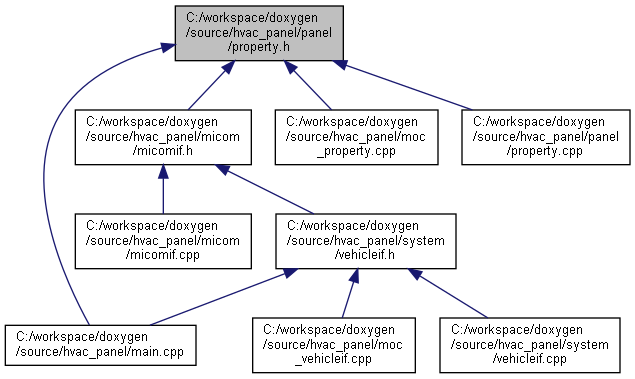 C:/workspace/doxygen
/source/hvac_panel/panel
/property.h
C:/workspace/doxygen
/source/hvac_panel/micom
/micomif.h
C:/workspace/doxygen
/source/hvac_panel/moc
_property.cpp
C:/workspace/doxygen
/source/hvac_panel/panel
/property.cpp
C:/workspace/doxygen
/source/hvac_panel/micom
/micomif.cpp
C:/workspace/doxygen
/source/hvac_panel/system
/vehicleif.h
C:/workspace/doxygen
/source/hvac_panel/main.cpp
C:/workspace/doxygen
/source/hvac_panel/moc
_vehicleif.cpp
C:/workspace/doxygen
/source/hvac_panel/system
/vehicleif.cpp